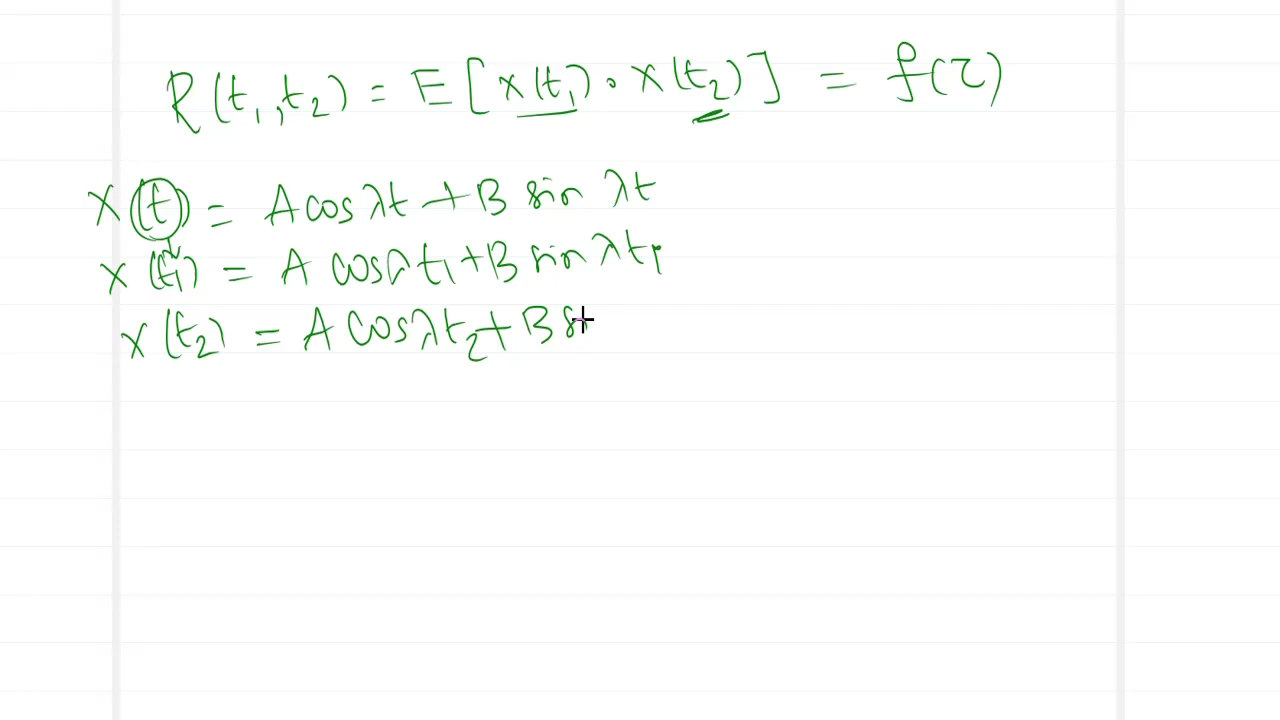 R(t₁,t₂) = E[x(t₁)·x(t₂)] = f(τ)
x(t) = A cos λt + B sin λt
x(t₁) = A cos λt₁ + B sin λt₁
x(t₂) = A cos λt₂ + B s